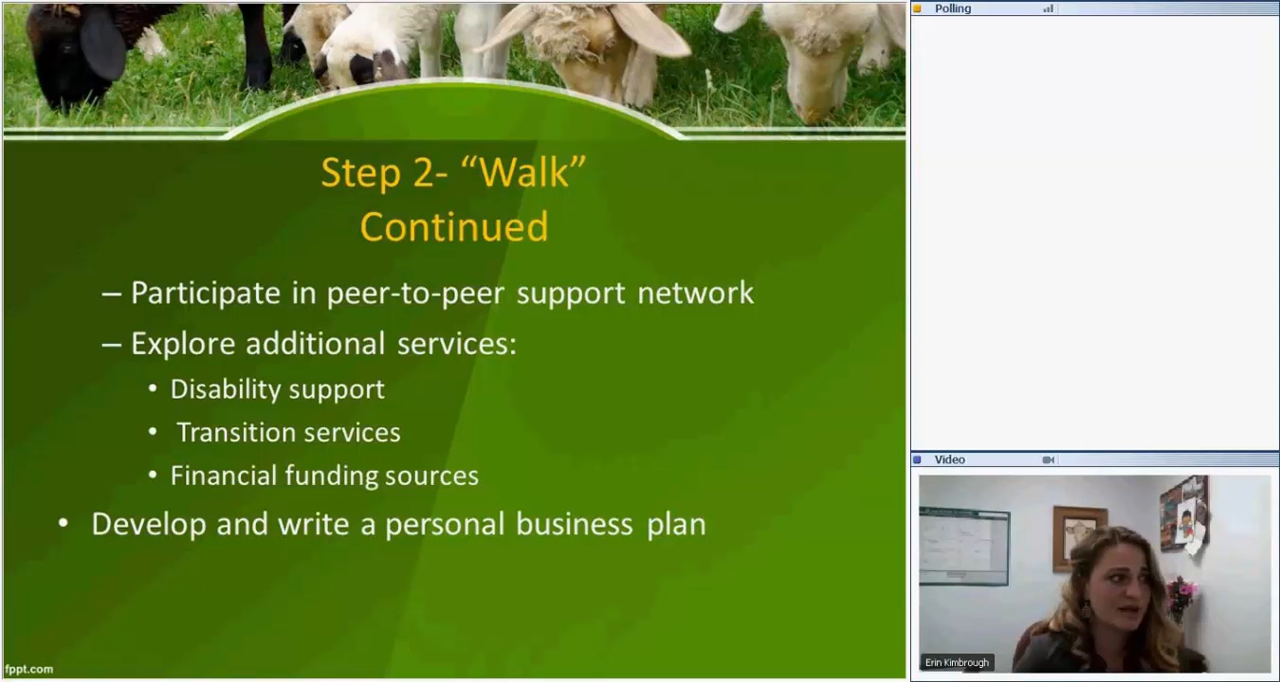 Polling
Step 2- “Walk”
Continued
– Participate in peer-to-peer support network
– Explore additional services:
• Disability support
• Transition services
• Financial funding sources
• Develop and write a personal business plan
fppt.com
Video
Erin Kimbrough